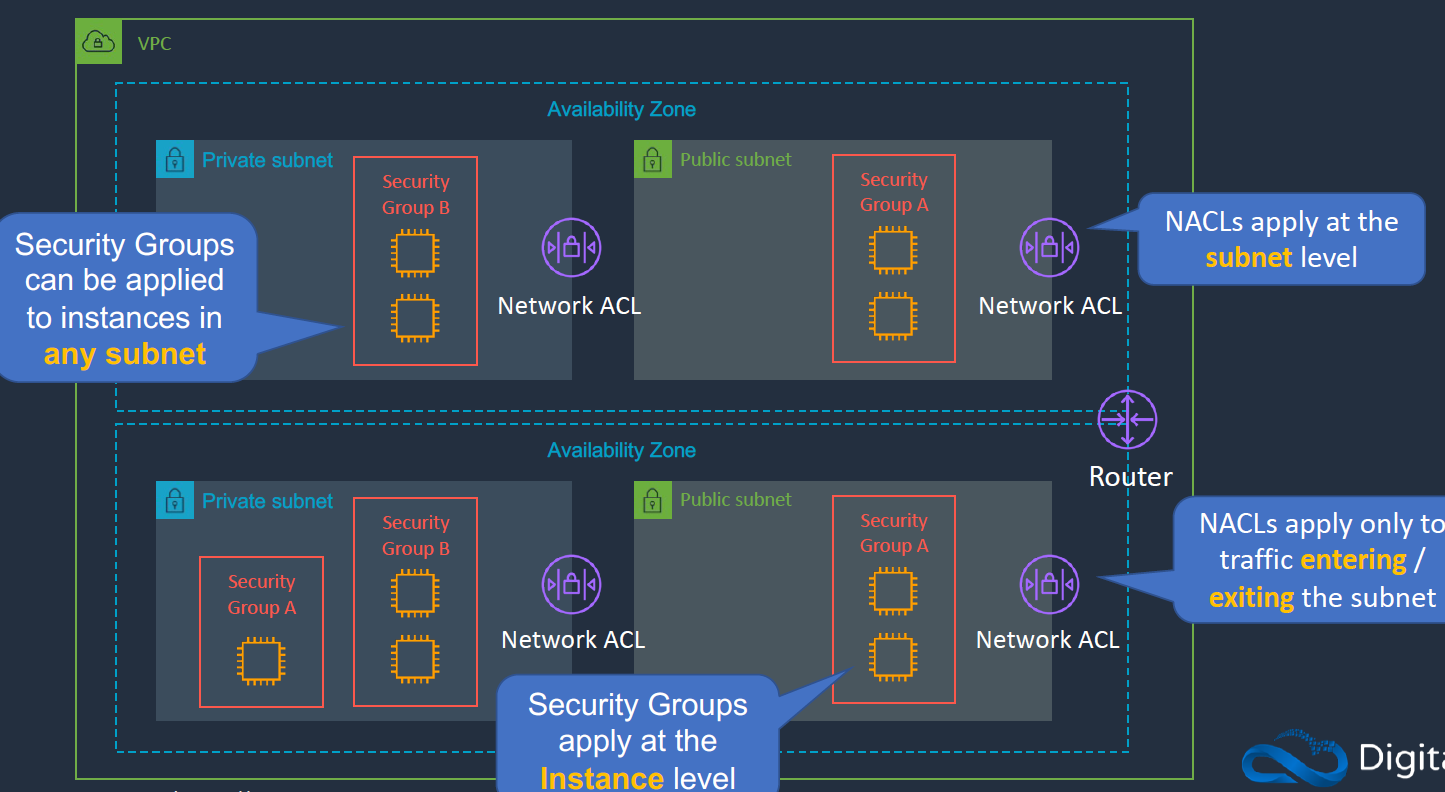 VPC
Availability Zone
Private subnet
Security
Group B
Network ACL
Public subnet
Security
Group A
Network ACL
Security Groups
can be applied
to instances in
any subnet
NACLs apply at the
subnet level
Router
Availability Zone
Private subnet
Security
Group A
Security
Group B
Network ACL
Public subnet
Security
Group A
Network ACL
NACLs apply only to
traffic entering /
exiting the subnet
Security Groups
apply at the
Instance level